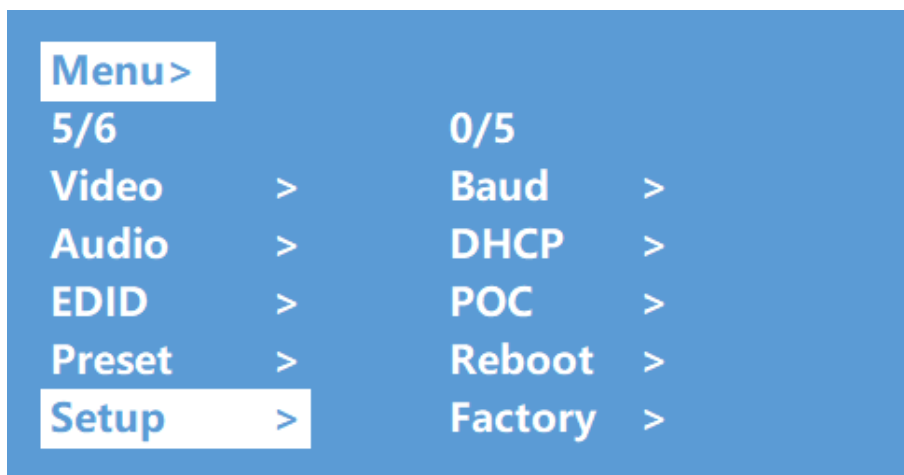 Menu>
5/6 0/5
Video > Baud >
Audio > DHCP >
EDID > POC >
Preset > Reboot >
Setup > Factory >